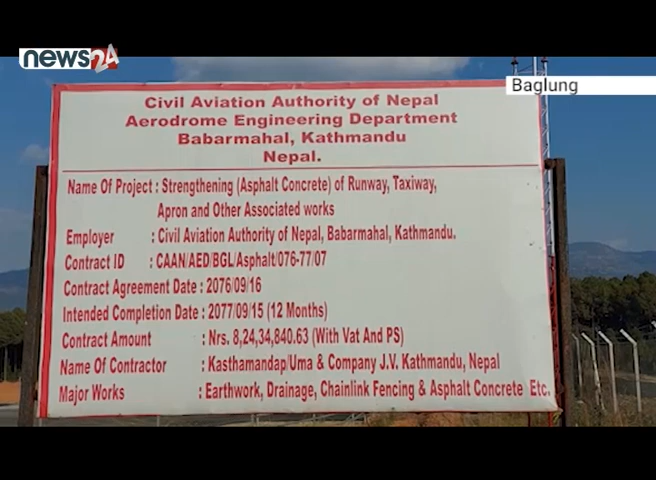 news24
Baglung
Civil Aviation Authority of Nepal
Aerodrome Engineering Department
Babarmahal, Kathmandu
Nepal.
Name Of Project : Strengthening (Asphalt Concrete) of Runway, Taxiway,
Apron and Other Associated works
Employer : Civil Aviation Authority of Nepal, Babarmahal, Kathmandu.
Contract ID : CAAN/AED/BGL/Asphalt/076-77/07
Contract Agreement Date : 2076/09/16
Intended Completion Date : 2077/09/15 (12 Months)
Contract Amount : Nrs. 8,24,34,840.63 (With Vat And PS)
Name Of Contractor : Kasthamandap/Uma & Company J.V. Kathmandu, Nepal
Major Works : Earthwork, Drainage, Chainlink Fencing & Asphalt Concrete Etc.